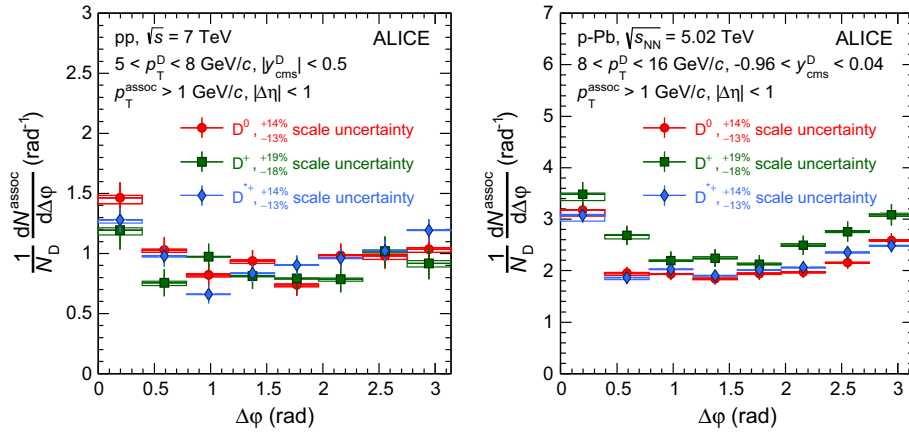 pp, √s = 7 TeV ALICE
5 < p_T^D < 8 GeV/c, |y_cms^D| < 0.5
p_T^assoc > 1 GeV/c, |Δη| < 1
D^0, +14% −13% scale uncertainty
D^+, +19% −18% scale uncertainty
D^*+, +14% −13% scale uncertainty
1/N_D dN^assoc/dΔφ (rad^-1)
3
2.5
2
1.5
1
0.5
0
0 0.5 1 1.5 2 2.5 3
Δφ (rad)
p-Pb, √s_NN = 5.02 TeV ALICE
8 < p_T^D < 16 GeV/c, -0.96 < y_cms^D < 0.04
p_T^assoc > 1 GeV/c, |Δη| < 1
D^0, +14% −13% scale uncertainty
D^+, +19% −18% scale uncertainty
D^*+, +14% −13% scale uncertainty
1/N_D dN^assoc/dΔφ (rad^-1)
7
6
5
4
3
2
1
0
0 0.5 1 1.5 2 2.5 3
Δφ (rad)